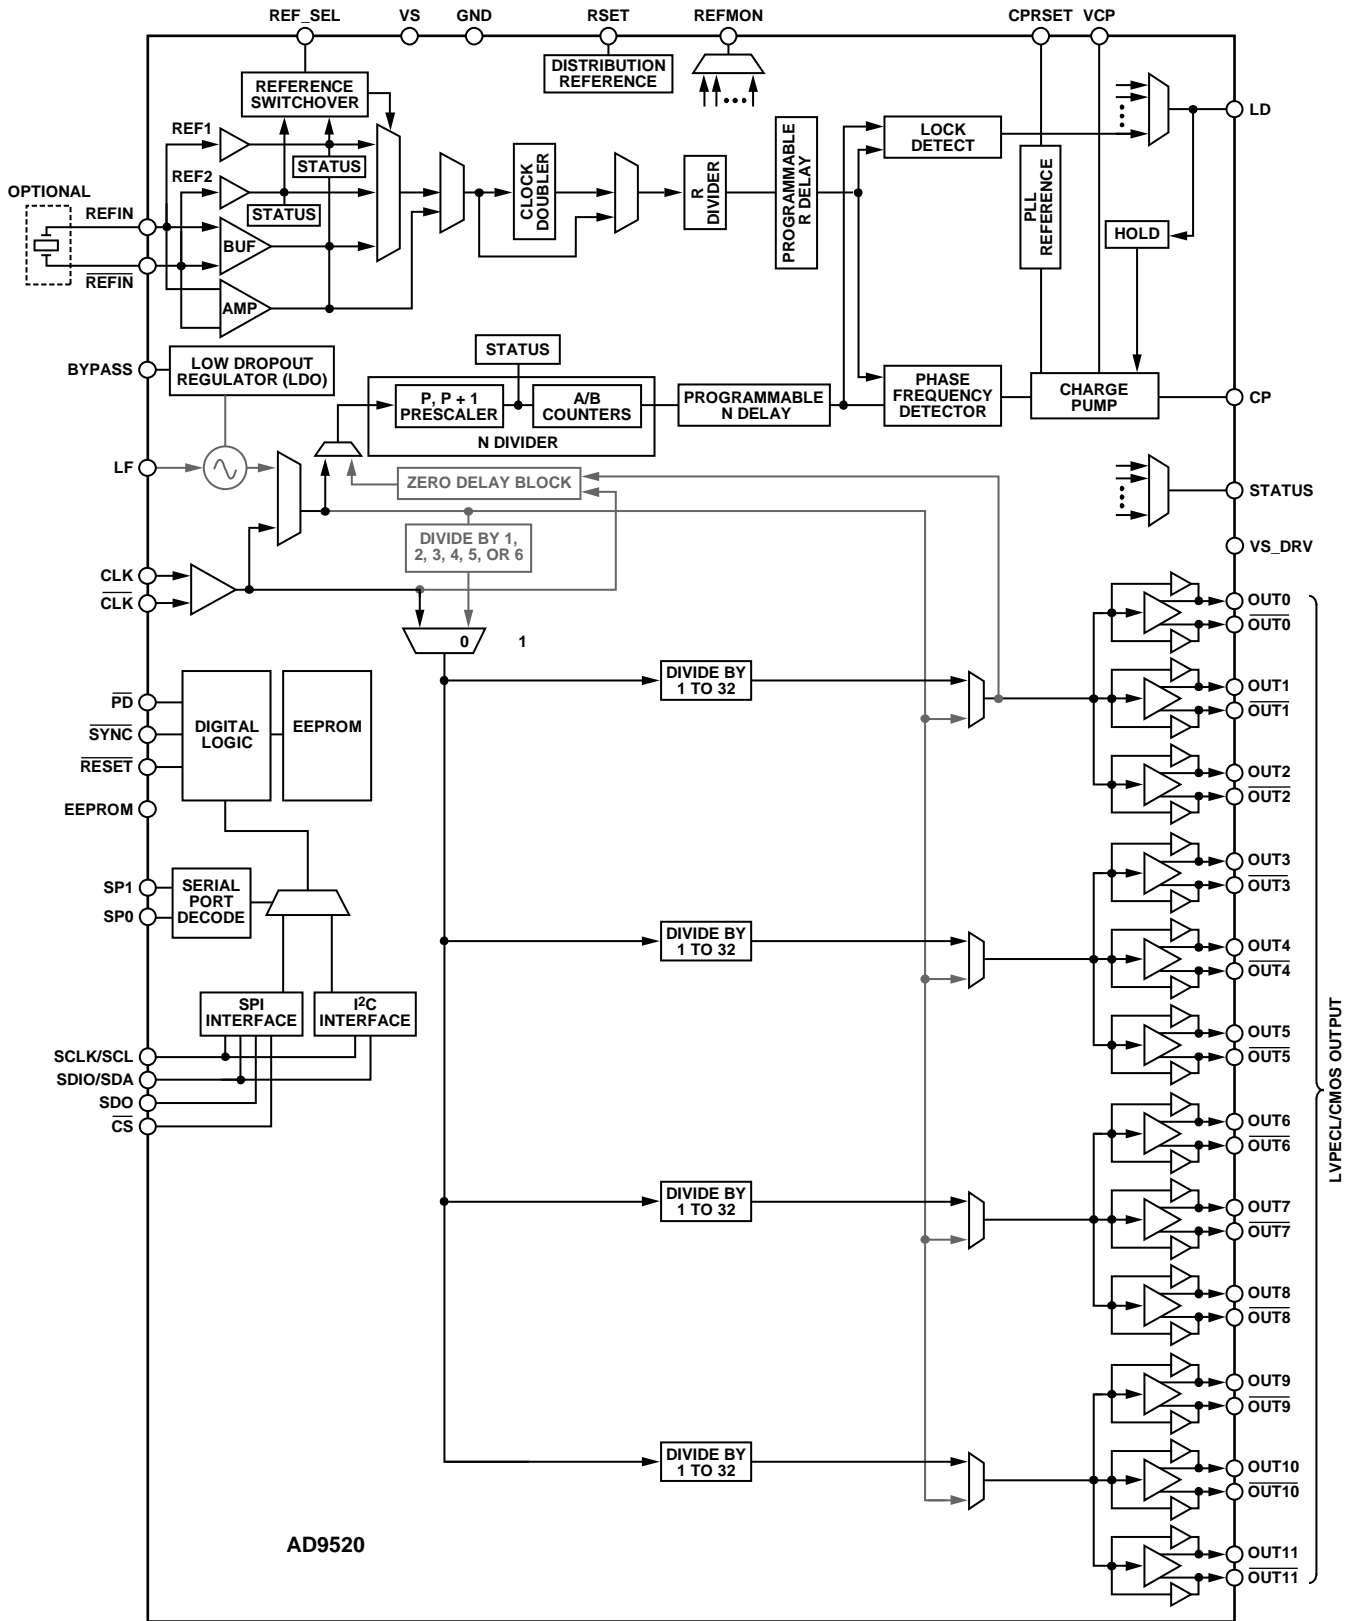 REF_SEL
VS
GND
RSET
REFMON
CPRSET
VCP
DISTRIBUTION
REFERENCE
REFERENCE
SWITCHOVER
REF1
STATUS
REF2
STATUS
OPTIONAL
REFIN
REFIN
BUF
AMP
CLOCK
DOUBLER
R
DIVIDER
PROGRAMMABLE
R DELAY
LOCK
DETECT
LD
PLL
REFERENCE
HOLD
BYPASS
LOW DROPOUT
REGULATOR (LDO)
STATUS
P, P + 1
PRESCALER
A/B
COUNTERS
N DIVIDER
PROGRAMMABLE
N DELAY
PHASE
FREQUENCY
DETECTOR
CHARGE
PUMP
CP
LF
ZERO DELAY BLOCK
STATUS
DIVIDE BY 1,
2, 3, 4, 5, OR 6
VS_DRV
CLK
CLK
0
1
OUT0
OUT0
DIVIDE BY
1 TO 32
OUT1
OUT1
OUT2
OUT2
PD
SYNC
RESET
EEPROM
DIGITAL
LOGIC
EEPROM
SP1
SP0
SERIAL
PORT
DECODE
OUT3
OUT3
DIVIDE BY
1 TO 32
OUT4
OUT4
OUT5
OUT5
SPI
INTERFACE
I2C
INTERFACE
SCLK/SCL
SDIO/SDA
SDO
CS
OUT6
OUT6
DIVIDE BY
1 TO 32
OUT7
OUT7
OUT8
OUT8
LVPECL/CMOS OUTPUT
OUT9
OUT9
DIVIDE BY
1 TO 32
OUT10
OUT10
OUT11
OUT11
AD9520